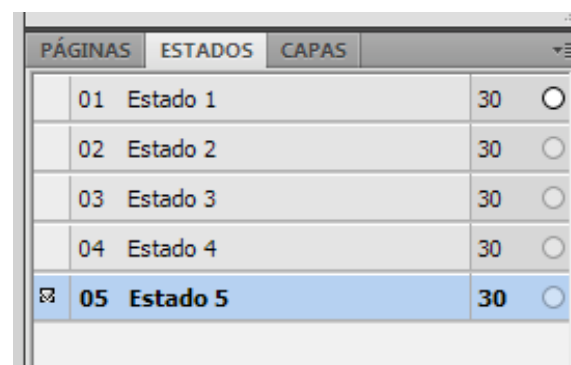 PÁGINAS ESTADOS CAPAS
01 Estado 1 30
02 Estado 2 30
03 Estado 3 30
04 Estado 4 30
05 Estado 5 30